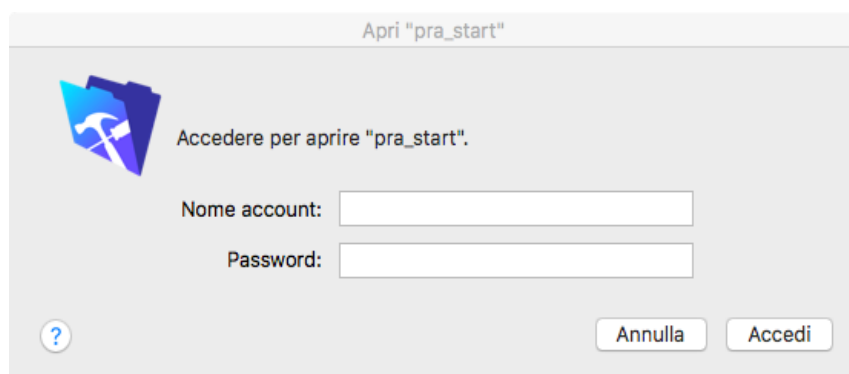 Apri "pra_start"
Accedere per aprire "pra_start".
Nome account:
Password:
?
Annulla
Accedi